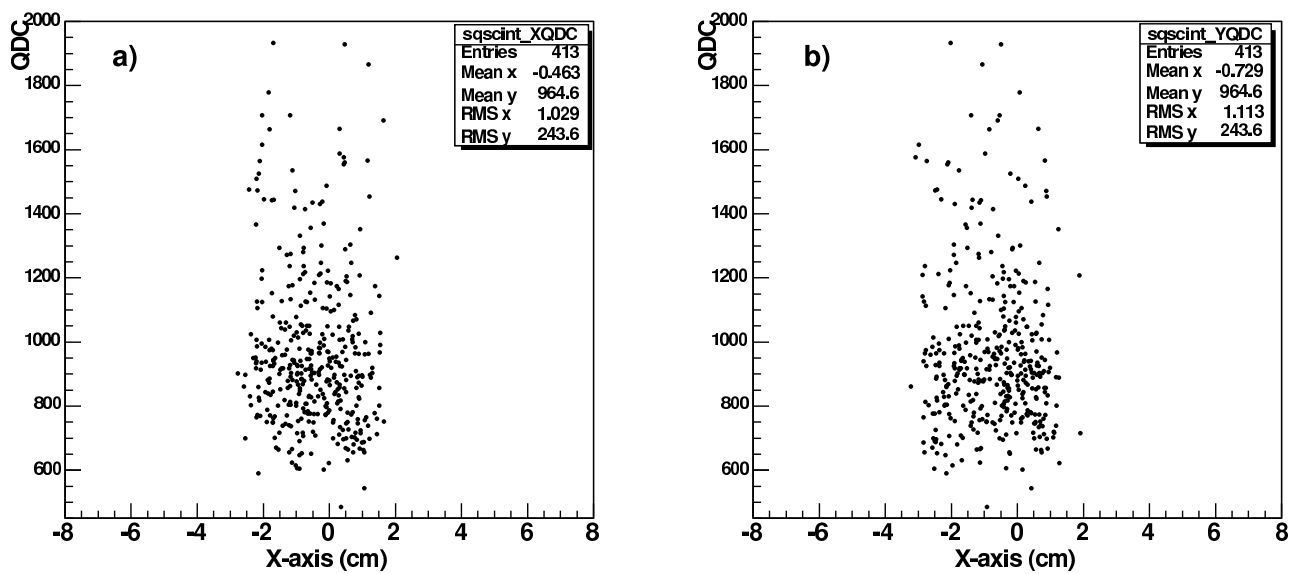 QDC
2000
1800
1600
1400
1200
1000
800
600
-8 -6 -4 -2 0 2 4 6 8
X-axis (cm)
a)
sqscint_XQDC
Entries 413
Mean x -0.463
Mean y 964.6
RMS x 1.029
RMS y 243.6
QDC
2000
1800
1600
1400
1200
1000
800
600
-8 -6 -4 -2 0 2 4 6 8
X-axis (cm)
b)
sqscint_YQDC
Entries 413
Mean x -0.729
Mean y 964.6
RMS x 1.113
RMS y 243.6